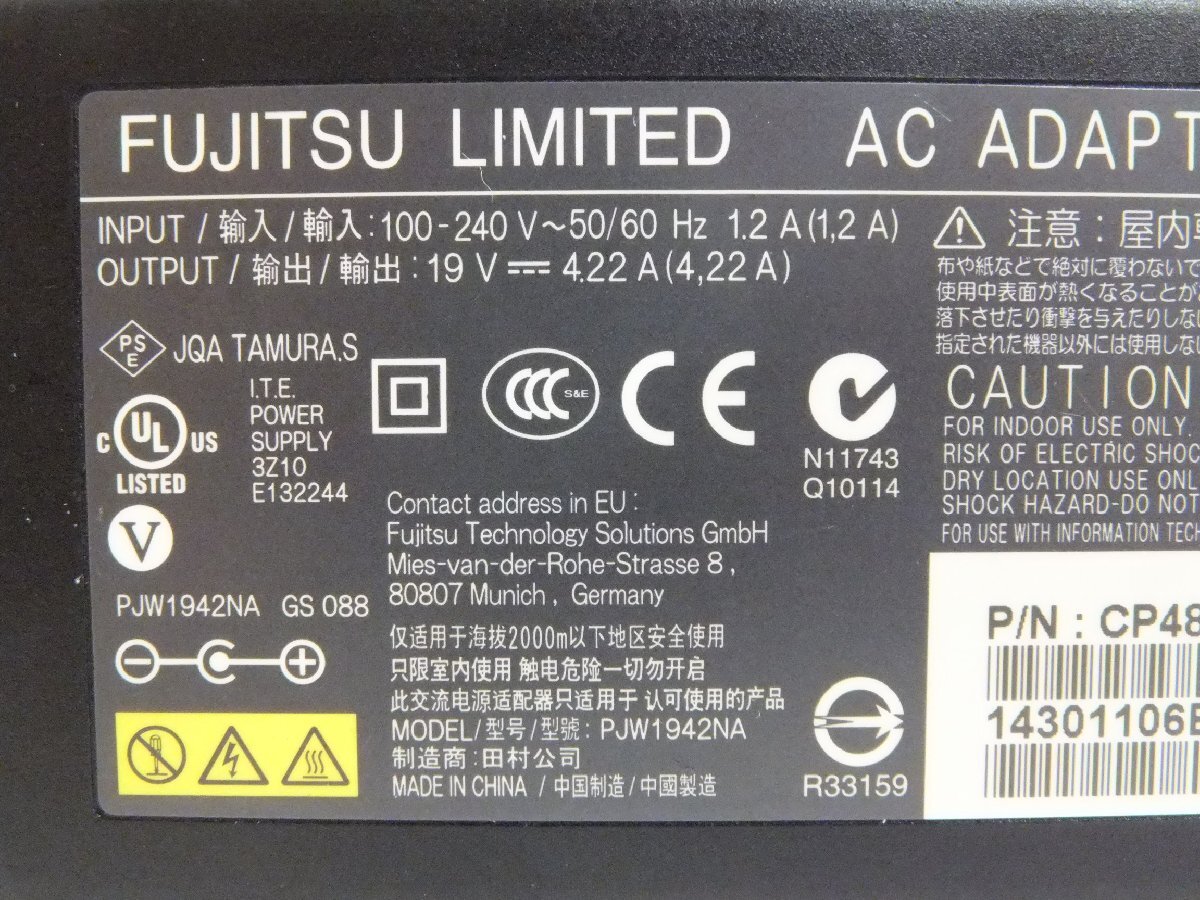 FUJITSU LIMITED AC ADAPT
INPUT / 输入 / 輸入 : 100-240 V～50/60 Hz 1.2 A (1,2 A)
OUTPUT / 输出 / 輸出 : 19 V ⎓ 4.22 A (4,22 A)
PS
E
JQA TAMURA.S
C UL US
LISTED
I.T.E.
POWER
SUPPLY
3Z10
E132244
V
PJW1942NA GS 088
CCC S&E
CE
N11743
Q10114
Contact address in EU :
Fujitsu Technology Solutions GmbH
Mies-van-der-Rohe-Strasse 8 ,
80807 Munich , Germany
仅适用于海拔2000m以下地区安全使用
只限室内使用 触电危险一切勿开启
此交流电源适配器只适用于 认可使用的产品
MODEL/型号/型號 : PJW1942NA
制造商 : 田村公司
MADE IN CHINA / 中国制造 / 中國製造
R33159
注意 : 屋内専
布や紙などで絶対に覆わないで
使用中表面が熱くなることが
落下させたり衝撃を与えたりしない
指定された機器以外には使用しない
CAUTION
FOR INDOOR USE ONLY.
RISK OF ELECTRIC SHOC
DRY LOCATION USE ONL
SHOCK HAZARD-DO NOT
FOR USE WITH INFORMATION TECH
P/N : CP48
14301106E